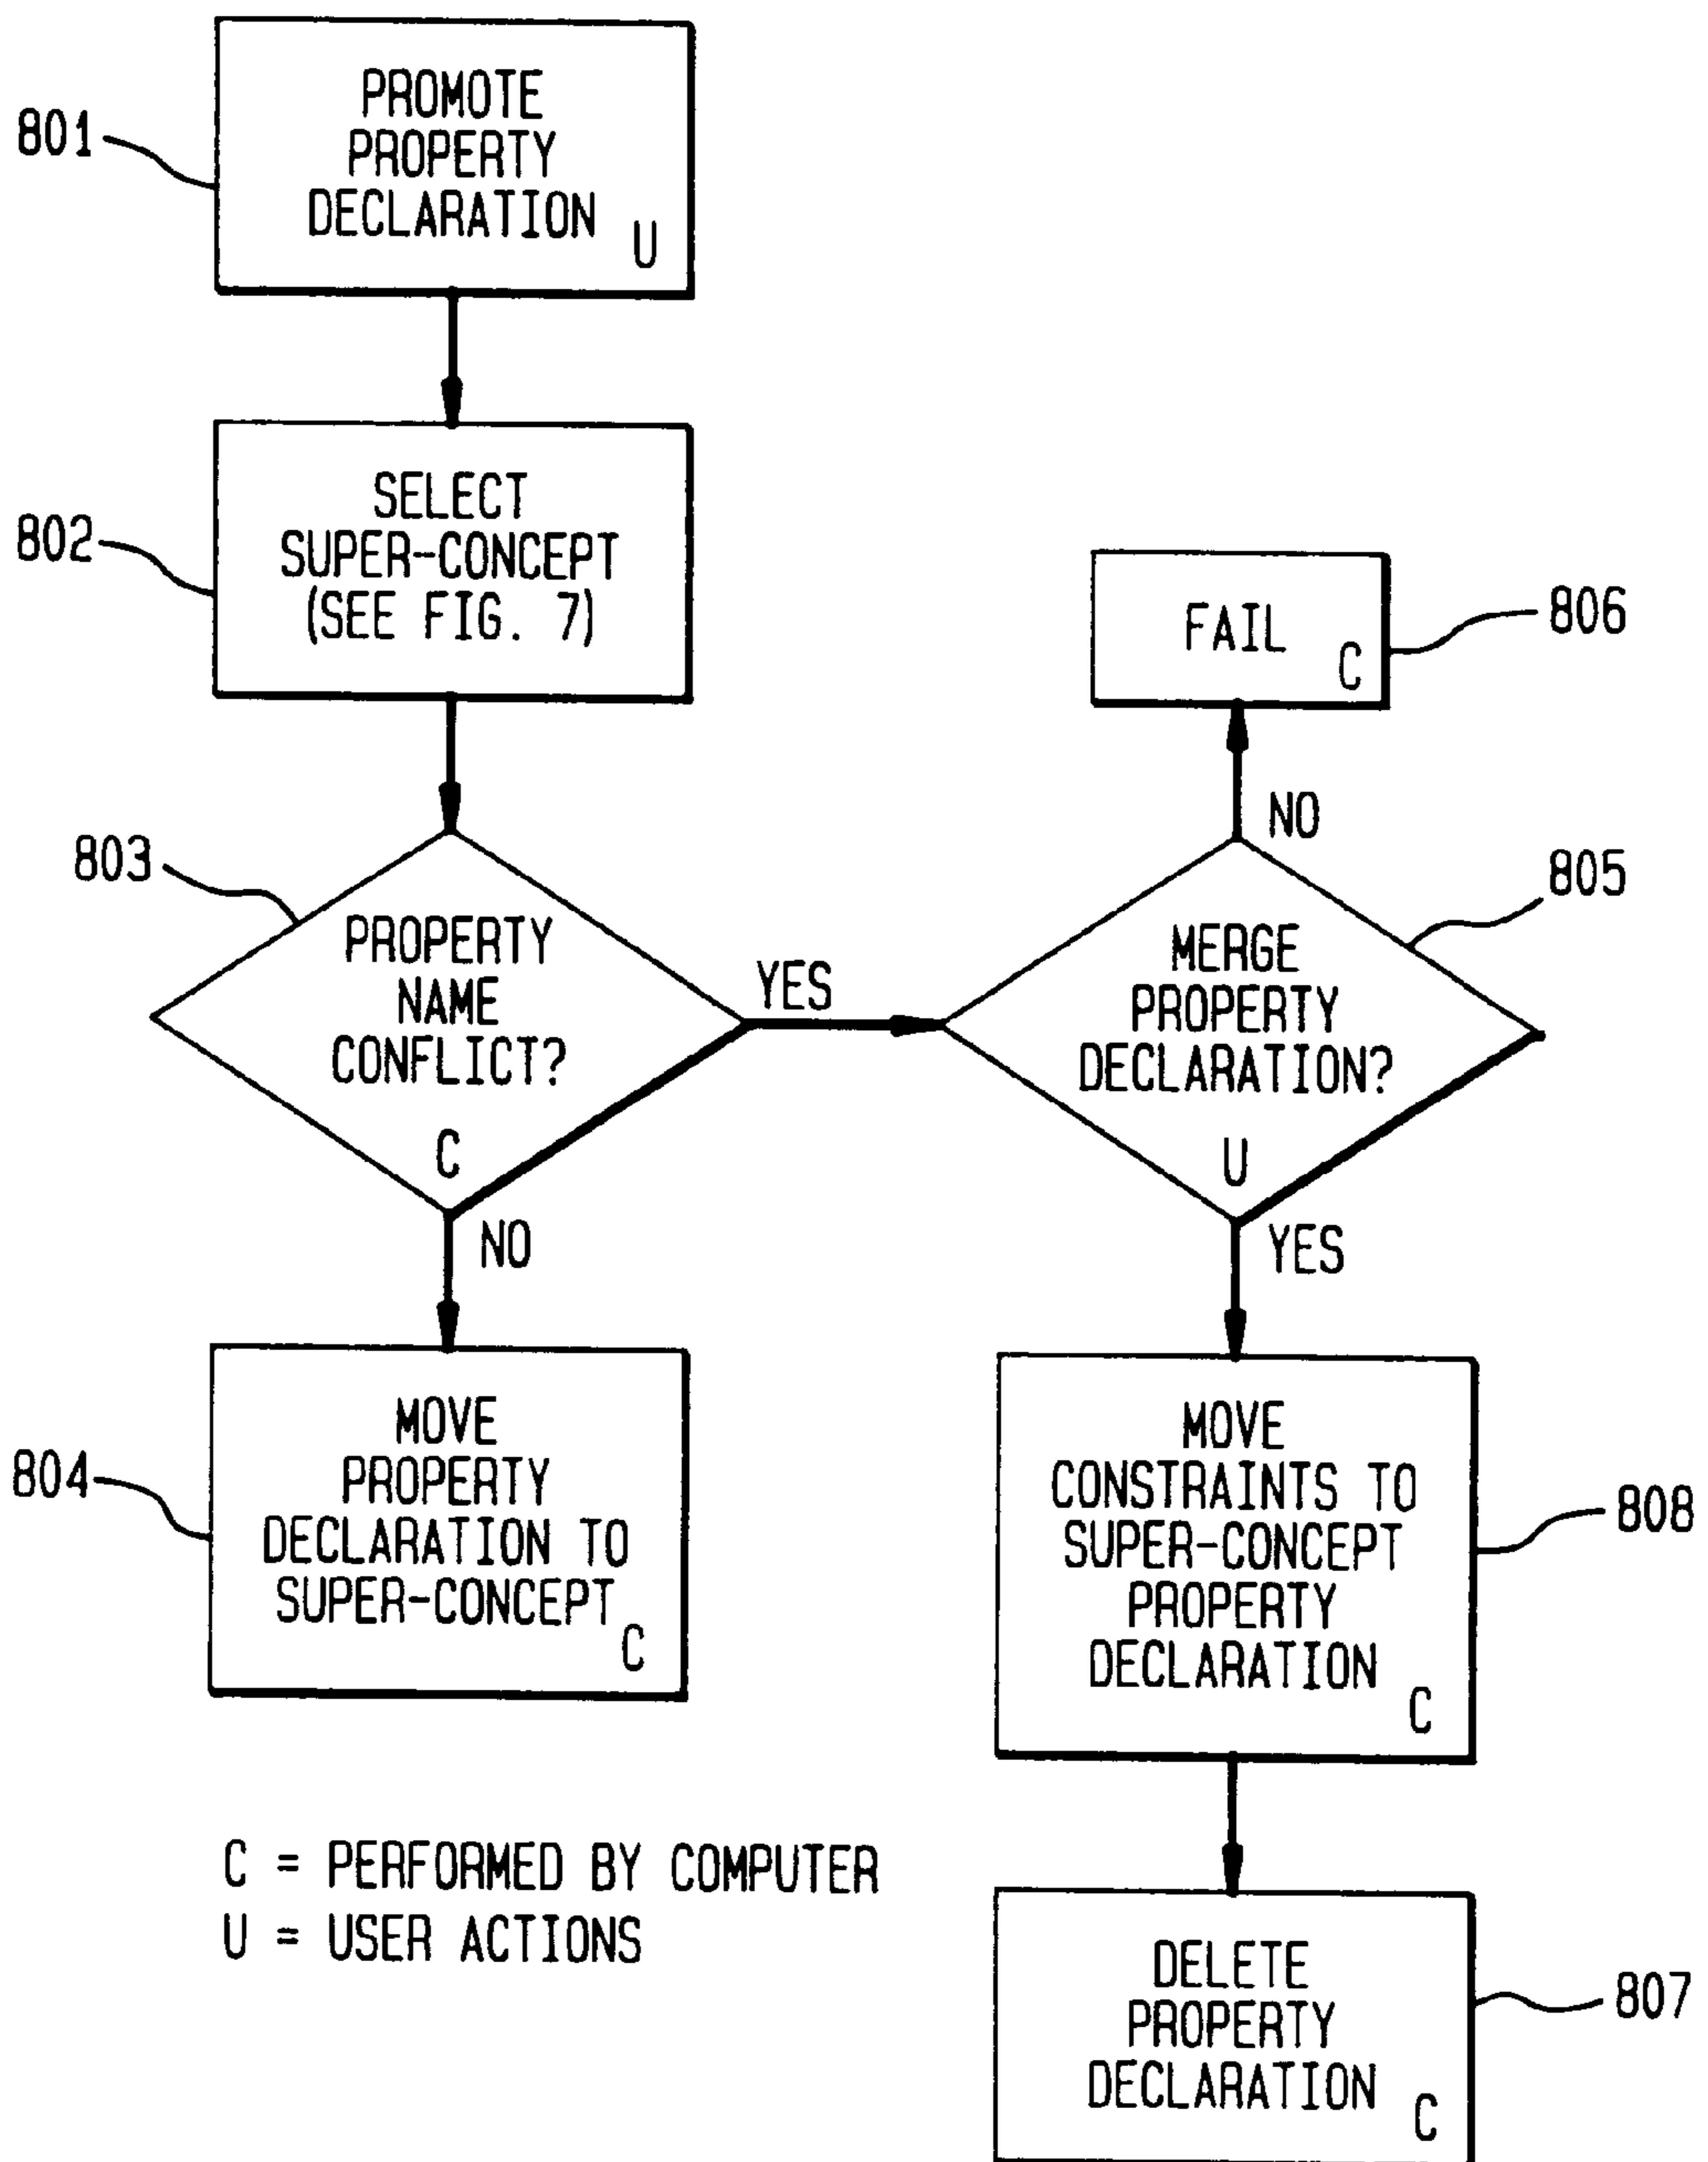 PROMOTE
PROPERTY
DECLARATION
U
801
SELECT
SUPER-CONCEPT
(SEE FIG. 7)
802
FAIL
C
806
803
PROPERTY
NAME
CONFLICT?
C
YES
NO
NO
805
MERGE
PROPERTY
DECLARATION?
U
YES
804
MOVE
PROPERTY
DECLARATION TO
SUPER-CONCEPT
C
MOVE
CONSTRAINTS TO
SUPER-CONCEPT
PROPERTY
DECLARATION
C
808
C = PERFORMED BY COMPUTER
U = USER ACTIONS
DELETE
PROPERTY
DECLARATION
C
807